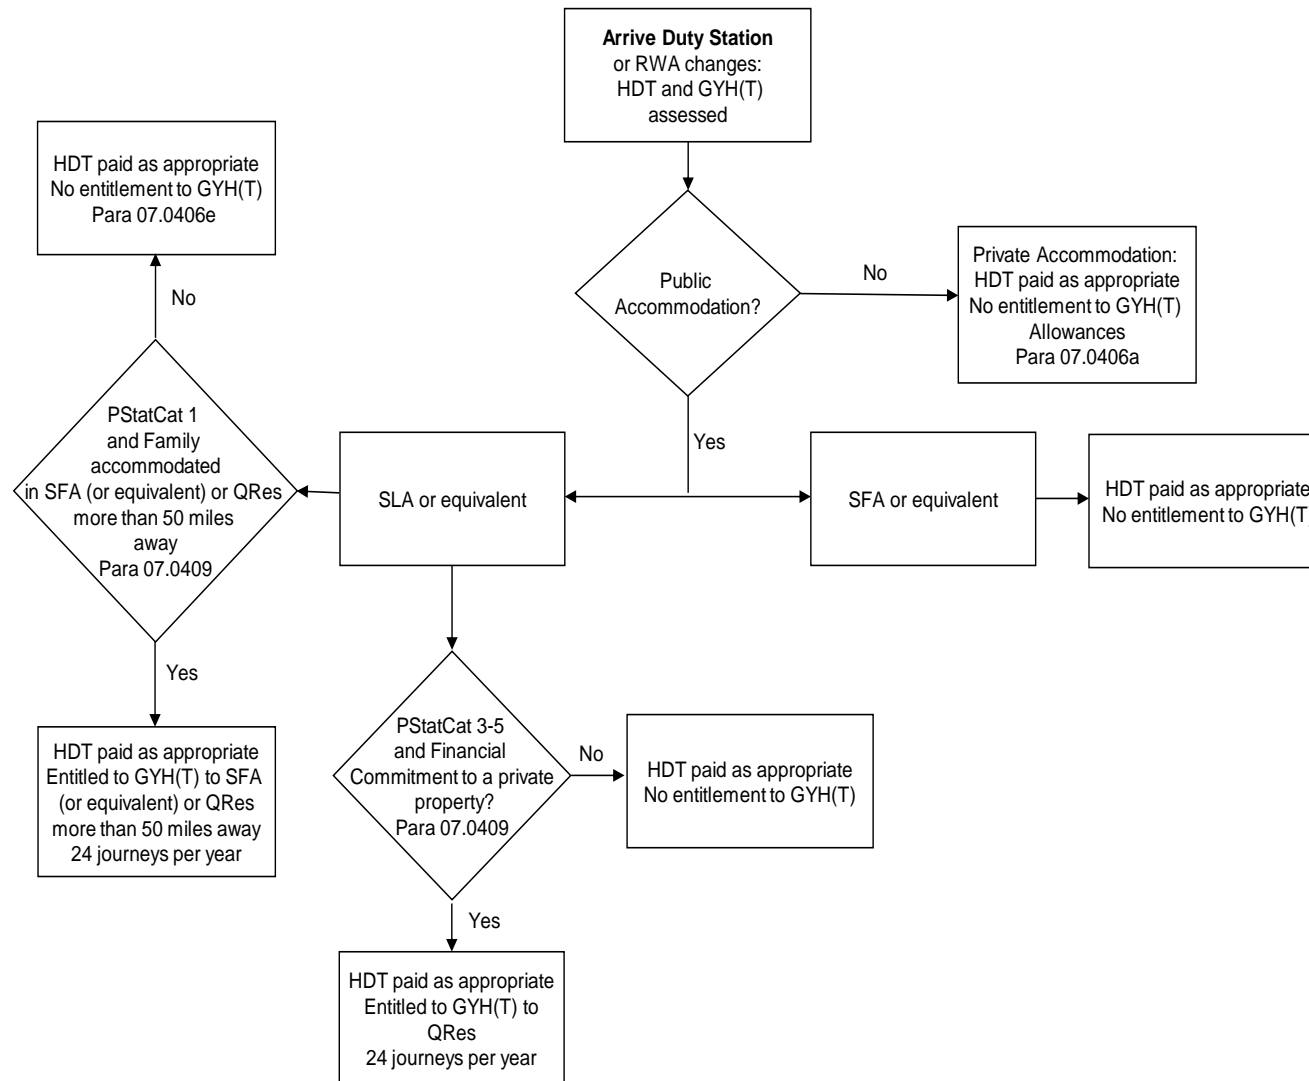 Arrive Duty Station
or RWA changes:
HDT and GYH(T)
assessed
HDT paid as appropriate
No entitlement to GYH(T)
Para 07.0406e
No
Public
Accommodation?
No
Private Accommodation:
HDT paid as appropriate
No entitlement to GYH(T)
Allowances
Para 07.0406a
PStatCat 1
and Family
accommodated
in SFA (or equivalent) or QRes
more than 50 miles
away
Para 07.0409
Yes
SLA or equivalent
SFA or equivalent
HDT paid as appropriate
No entitlement to GYH(T
Yes
HDT paid as appropriate
Entitled to GYH(T) to SFA
(or equivalent) or QRes
more than 50 miles away
24 journeys per year
PStatCat 3-5
and Financial
Commitment to a private
property?
Para 07.0409
No
HDT paid as appropriate
No entitlement to GYH(T)
Yes
HDT paid as appropriate
Entitled to GYH(T) to
QRes
24 journeys per year